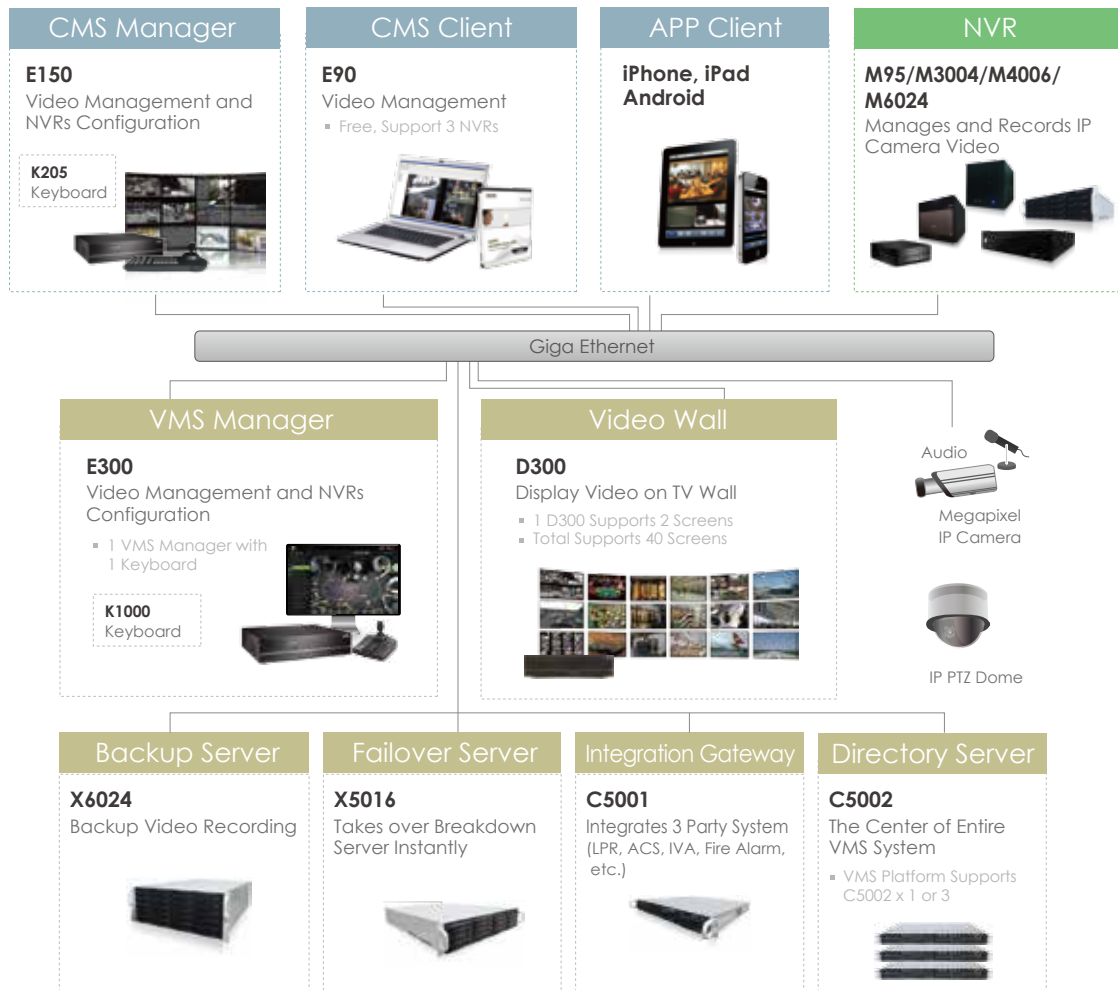 CMS Manager
E150
Video Management and
NVRs Configuration
K205
Keyboard
CMS Client
E90
Video Management
▪ Free, Support 3 NVRs
APP Client
iPhone, iPad
Android
NVR
M95/M3004/M4006/
M6024
Manages and Records IP
Camera Video
Giga Ethernet
VMS Manager
E300
Video Management and NVRs
Configuration
▪ 1 VMS Manager with
1 Keyboard
K1000
Keyboard
Video Wall
D300
Display Video on TV Wall
▪ 1 D300 Supports 2 Screens
▪ Total Supports 40 Screens
Audio
Megapixel
IP Camera
IP PTZ Dome
Backup Server
X6024
Backup Video Recording
Failover Server
X5016
Takes over Breakdown
Server Instantly
Integration Gateway
C5001
Integrates 3 Party System
(LPR, ACS, IVA, Fire Alarm,
etc.)
Directory Server
C5002
The Center of Entire
VMS System
▪ VMS Platform Supports
C5002 x 1 or 3